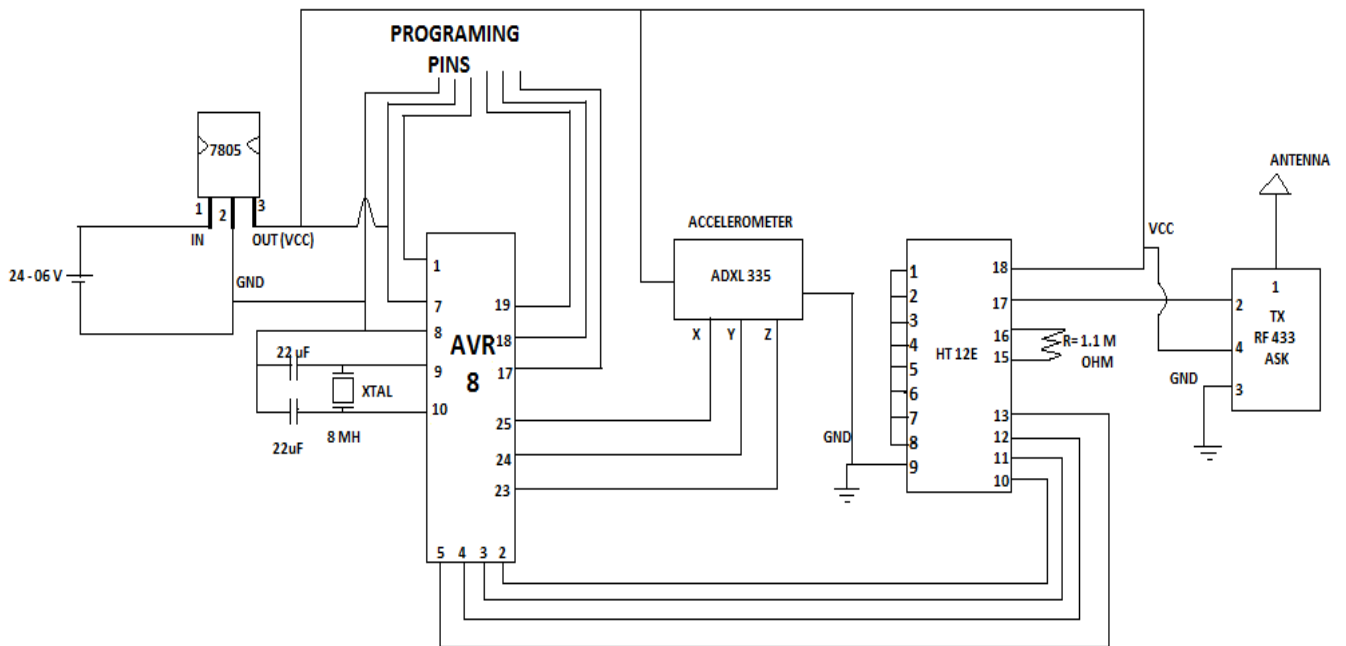 PROGRAMING
PINS
7805
1
2
3
IN
OUT (VCC)
24 - 06 V
GND
22 uF
XTAL
22uF
8 MH
AVR
8
1
7
8
9
10
19
18
17
25
24
23
5 4 3 2
ACCELEROMETER
ADXL 335
X Y Z
GND
HT 12E
1
2
3
4
5
6
7
8
9
18
17
16
15
13
12
11
10
R= 1.1 M
OHM
VCC
GND
ANTENNA
1
TX
RF 433
ASK
2
4
3